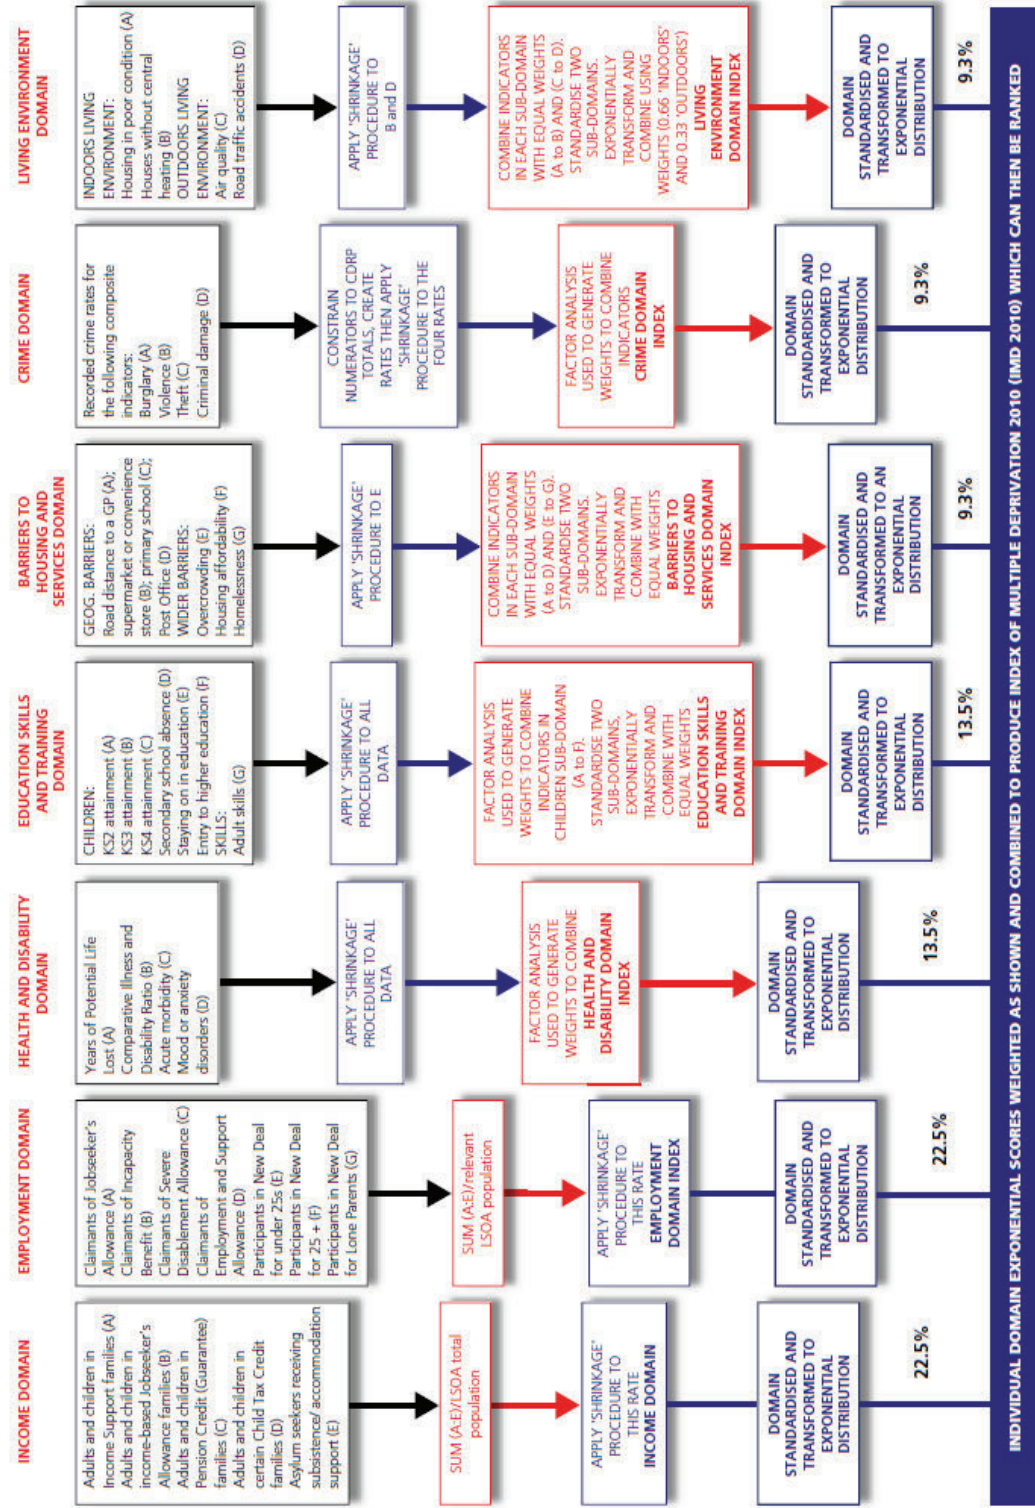 INCOME DOMAIN
Adults and children in
Income Support families (A)
Adults and children in
income-based Jobseeker's
Allowance families (B)
Adults and children in
Pension Credit (Guarantee)
families (C)
Adults and children in
certain Child Tax Credit
families (D)
Asylum seekers receiving
subsistence/ accommodation
support (E)
SUM (A:E)/LSOA total
population
APPLY 'SHRINKAGE'
PROCEDURE TO
THIS RATE
INCOME DOMAIN
DOMAIN
STANDARDISED AND
TRANSFORMED TO
EXPONENTIAL
DISTRIBUTION
22.5%
EMPLOYMENT DOMAIN
Claimants of Jobseeker's
Allowance (A)
Claimants of Incapacity
Benefit (B)
Claimants of Severe
Disablement Allowance (C)
Claimants of
Employment and Support
Allowance (D)
Participants in New Deal
for under 25s (E)
Participants in New Deal
for 25 + (F)
Participants in New Deal
for Lone Parents (G)
SUM (A:E)/relevant
LSOA population
APPLY 'SHRINKAGE'
PROCEDURE TO
THIS RATE
EMPLOYMENT
DOMAIN INDEX
DOMAIN
STANDARDISED AND
TRANSFORMED TO
EXPONENTIAL
DISTRIBUTION
22.5%
HEALTH AND DISABILITY
DOMAIN
Years of Potential Life
Lost (A)
Comparative Illness and
Disability Ratio (B)
Acute morbidity (C)
Mood or anxiety
disorders (D)
APPLY 'SHRINKAGE'
PROCEDURE TO ALL
DATA
FACTOR ANALYSIS
USED TO GENERATE
WEIGHTS TO COMBINE
HEALTH AND
DISABILITY DOMAIN
INDEX
DOMAIN
STANDARDISED AND
TRANSFORMED TO
EXPONENTIAL
DISTRIBUTION
13.5%
EDUCATION SKILLS
AND TRAINING
DOMAIN
CHILDREN:
KS2 attainment (A)
KS3 attainment (B)
KS4 attainment (C)
Secondary school absence (D)
Staying on in education (E)
Entry to higher education (F)
SKILLS:
Adult skills (G)
APPLY 'SHRINKAGE'
PROCEDURE TO ALL
DATA
FACTOR ANALYSIS
USED TO GENERATE
WEIGHTS TO COMBINE
INDICATORS IN
CHILDREN SUB-DOMAIN
(A to F).
STANDARDISE TWO
SUB-DOMAINS,
EXPONENTIALLY
TRANSFORM AND
COMBINE WITH
EQUAL WEIGHTS
EDUCATION SKILLS
AND TRAINING
DOMAIN INDEX
DOMAIN
STANDARDISED AND
TRANSFORMED TO
EXPONENTIAL
DISTRIBUTION
13.5%
BARRIERS TO
HOUSING AND
SERVICES DOMAIN
GEOG. BARRIERS:
Road distance to a GP (A);
supermarket or convenience
store (B); primary school (C);
Post Office (D)
WIDER BARRIERS:
Overcrowding (E)
Housing affordability (F)
Homelessness (G)
APPLY 'SHRINKAGE'
PROCEDURE TO E
COMBINE INDICATORS
IN EACH SUB-DOMAIN
WITH EQUAL WEIGHTS
(A to D) AND (E to G).
STANDARDISE TWO
SUB-DOMAINS.
EXPONENTIALLY
TRANSFORM AND
COMBINE WITH
EQUAL WEIGHTS
BARRIERS TO
HOUSING AND
SERVICES DOMAIN
INDEX
DOMAIN
STANDARDISED AND
TRANSFORMED TO AN
EXPONENTIAL
DISTRIBUTION
9.3%
CRIME DOMAIN
Recorded crime rates for
the following composite
indicators:
Burglary (A)
Violence (B)
Theft (C)
Criminal damage (D)
CONSTRAIN
NUMERATORS TO CDRP
TOTALS, CREATE
RATES THEN APPLY
'SHRINKAGE'
PROCEDURE TO THE
FOUR RATES
FACTOR ANALYSIS
USED TO GENERATE
WEIGHTS TO COMBINE
INDICATORS
CRIME DOMAIN
INDEX
DOMAIN
STANDARDISED AND
TRANSFORMED TO
EXPONENTIAL
DISTRIBUTION
9.3%
LIVING ENVIRONMENT
DOMAIN
INDOORS LIVING
ENVIRONMENT:
Housing in poor condition (A)
Houses without central
heating (B)
OUTDOORS LIVING
ENVIRONMENT:
Air quality (C)
Road traffic accidents (D)
APPLY 'SHRINKAGE'
PROCEDURE TO
B and D
COMBINE INDICATORS
IN EACH SUB-DOMAIN
WITH EQUAL WEIGHTS
(A to B) AND (C to D).
STANDARDISE TWO
SUB-DOMAINS.
EXPONENTIALLY
TRANSFORM AND
COMBINE USING
WEIGHTS (0.66 'INDOORS'
AND 0.33 'OUTDOORS')
LIVING
ENVIRONMENT
DOMAIN INDEX
DOMAIN
STANDARDISED AND
TRANSFORMED TO
EXPONENTIAL
DISTRIBUTION
9.3%
INDIVIDUAL DOMAIN EXPONENTIAL SCORES WEIGHTED AS SHOWN AND COMBINED TO PRODUCE INDEX OF MULTIPLE DEPRIVATION 2010 (IMD 2010) WHICH CAN THEN BE RANKED